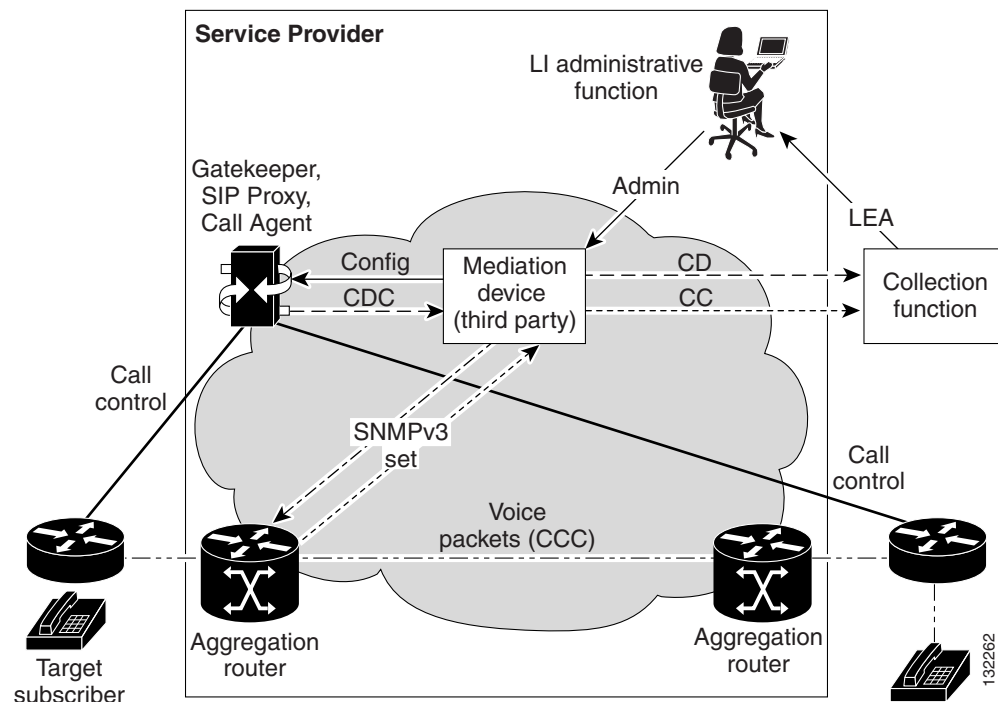 Service Provider
LI administrative
function
Gatekeeper,
SIP Proxy,
Call Agent
Admin
LEA
Config
CDC
Mediation
device
(third party)
CD
CC
Collection
function
Call
control
SNMPv3
set
Call
control
Voice
packets (CCC)
Aggregation
router
Aggregation
router
Target
subscriber
132262